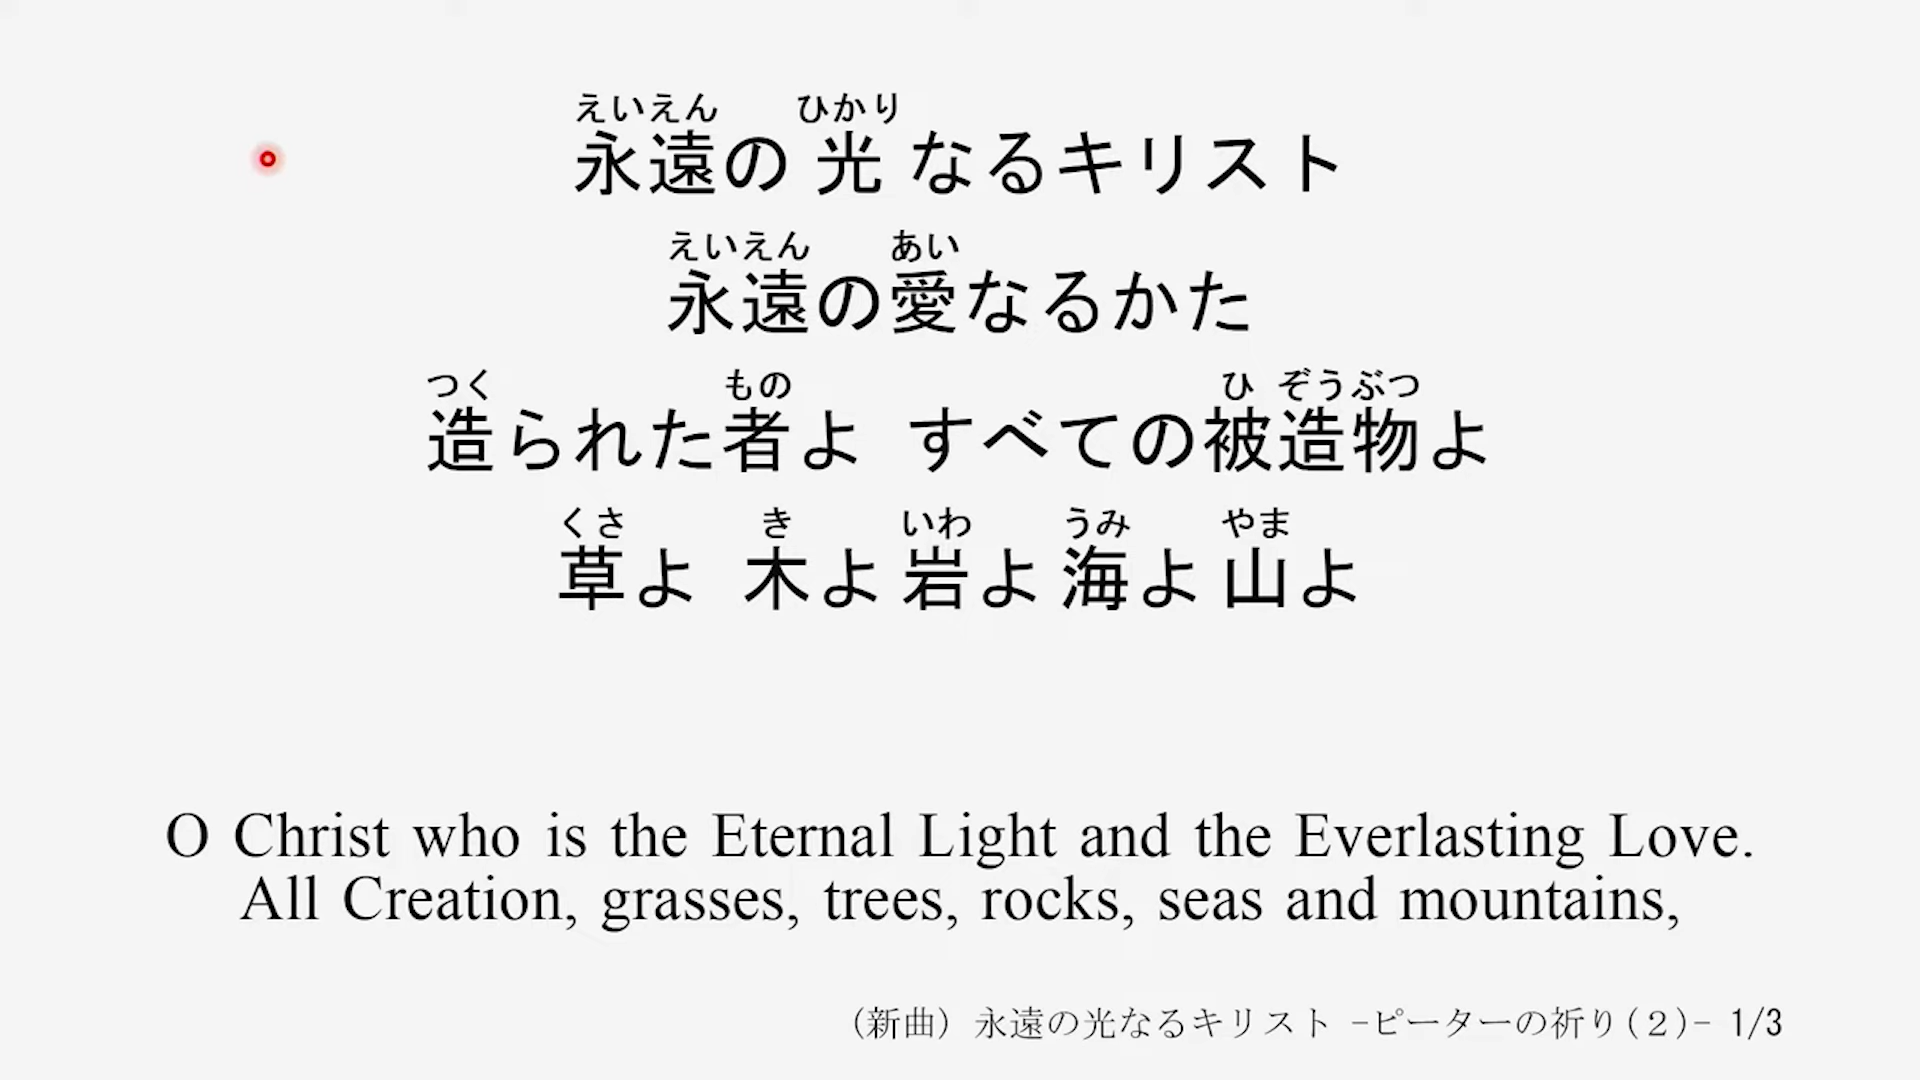 えいえん ひかり
永遠の 光 なるキリスト
えいえん あい
永遠の愛なるかた
つく もの ひ ぞうぶつ
造られた者よ すべての被造物よ
くさ き いわ うみ やま
草よ 木よ 岩よ 海よ 山よ
O Christ who is the Eternal Light and the Everlasting Love.
All Creation, grasses, trees, rocks, seas and mountains,
(新曲) 永遠の光なるキリスト -ピーターの祈り(2)- 1/3